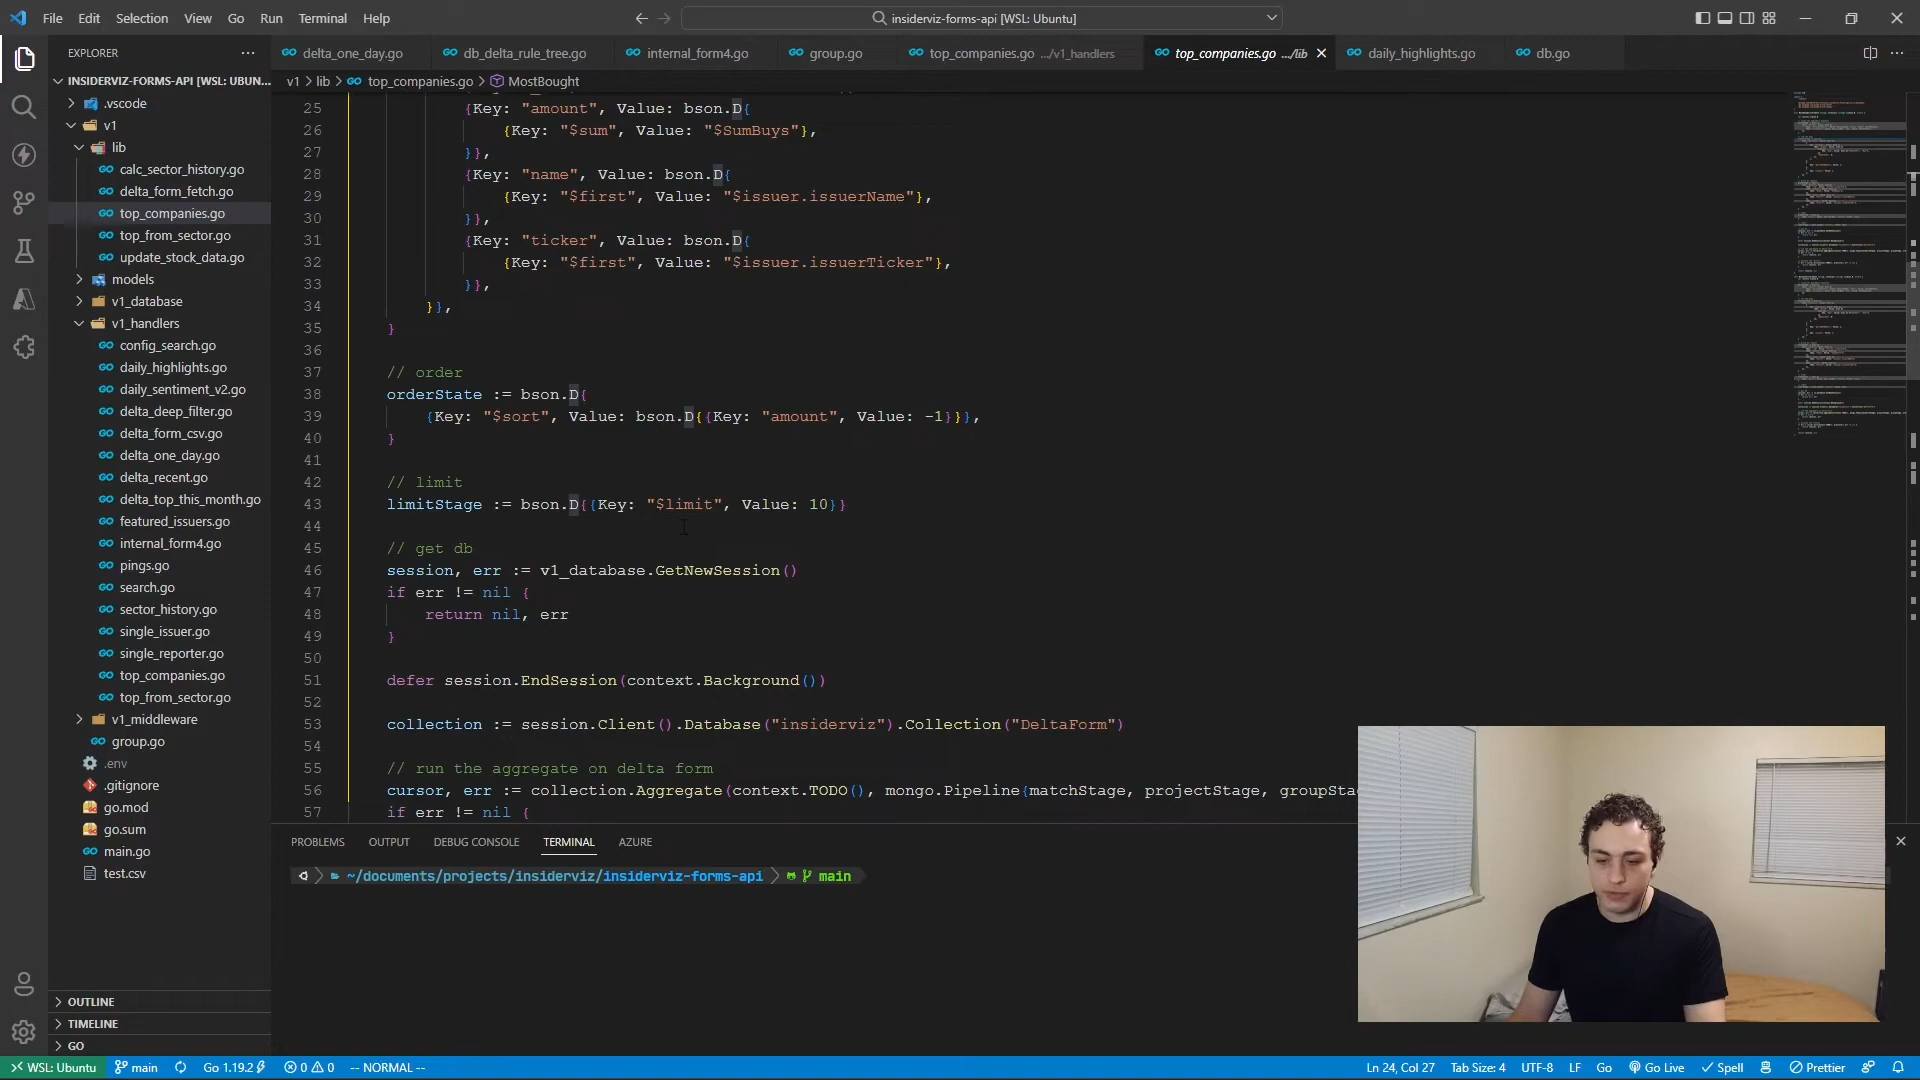 File Edit Selection View Go Run Terminal Help
insiderviz-forms-api [WSL: Ubuntu]
EXPLORER
delta_one_day.go
db_delta_rule_tree.go
internal_form4.go
group.go
top_companies.go .../v1_handlers
top_companies.go .../lib
daily_highlights.go
db.go
v1 > lib > top_companies.go > MostBought
INSIDERVIZ-FORMS-API [WSL: UBUN...
.vscode
v1
lib
calc_sector_history.go
delta_form_fetch.go
top_companies.go
top_from_sector.go
update_stock_data.go
models
v1_database
v1_handlers
config_search.go
daily_highlights.go
daily_sentiment_v2.go
delta_deep_filter.go
delta_form_csv.go
delta_one_day.go
delta_recent.go
delta_top_this_month.go
featured_issuers.go
internal_form4.go
pings.go
search.go
sector_history.go
single_issuer.go
single_reporter.go
top_companies.go
top_from_sector.go
v1_middleware
group.go
.env
.gitignore
go.mod
go.sum
main.go
test.csv
OUTLINE
TIMELINE
GO
25 {Key: "amount", Value: bson.D{
26 {Key: "$sum", Value: "$SumBuys"},
27 }},
28 {Key: "name", Value: bson.D{
29 {Key: "$first", Value: "$issuer.issuerName"},
30 }},
31 {Key: "ticker", Value: bson.D{
32 {Key: "$first", Value: "$issuer.issuerTicker"},
33 }},
34 }},
35 }
36
37 // order
38 orderState := bson.D{
39 {Key: "$sort", Value: bson.D{{Key: "amount", Value: -1}}},
40 }
41
42 // limit
43 limitStage := bson.D{{Key: "$limit", Value: 10}}
44
45 // get db
46 session, err := v1_database.GetNewSession()
47 if err != nil {
48 return nil, err
49 }
50
51 defer session.EndSession(context.Background())
52
53 collection := session.Client().Database("insiderviz").Collection("DeltaForm")
54
55 // run the aggregate on delta form
56 cursor, err := collection.Aggregate(context.TODO(), mongo.Pipeline{matchStage, projectStage, groupSta
57 if err != nil {
PROBLEMS OUTPUT DEBUG CONSOLE TERMINAL AZURE
~/documents/projects/insiderviz/insiderviz-forms-api main
WSL: Ubuntu main Go 1.19.2 0 0 -- NORMAL -- Ln 24, Col 27 Tab Size: 4 UTF-8 LF Go Go Live Spell Prettier